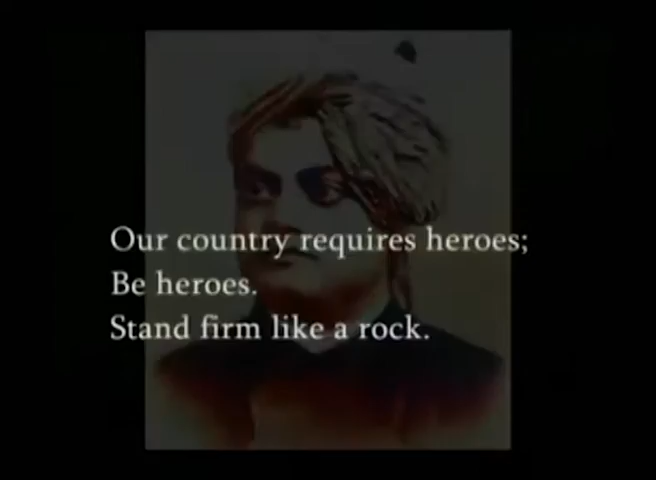 Our country requires heroes;
Be heroes.
Stand firm like a rock.